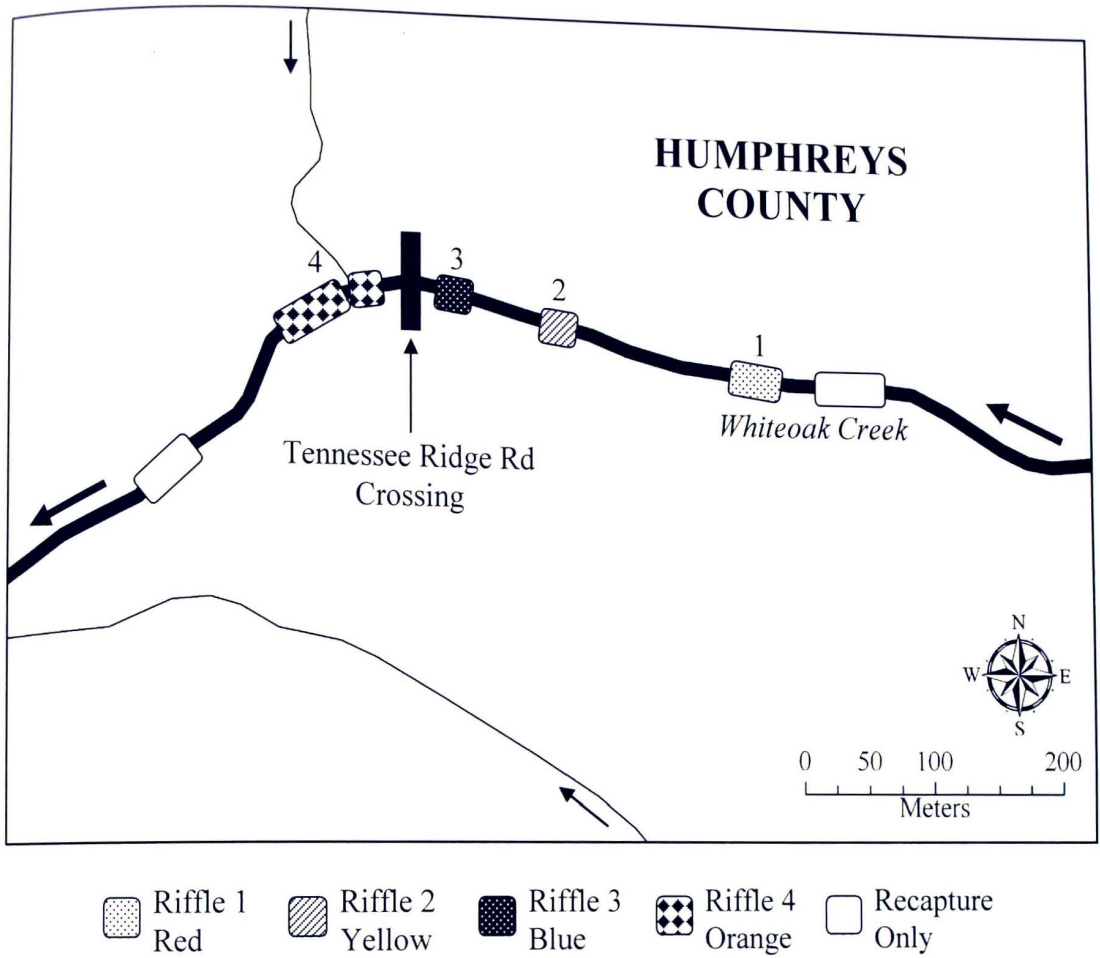 HUMPHREYS
COUNTY
4
3
2
1
Whiteoak Creek
Tennessee Ridge Rd
Crossing
N
W E
S
0 50 100 200
Meters
Riffle 1
Red
Riffle 2
Yellow
Riffle 3
Blue
Riffle 4
Orange
Recapture
Only